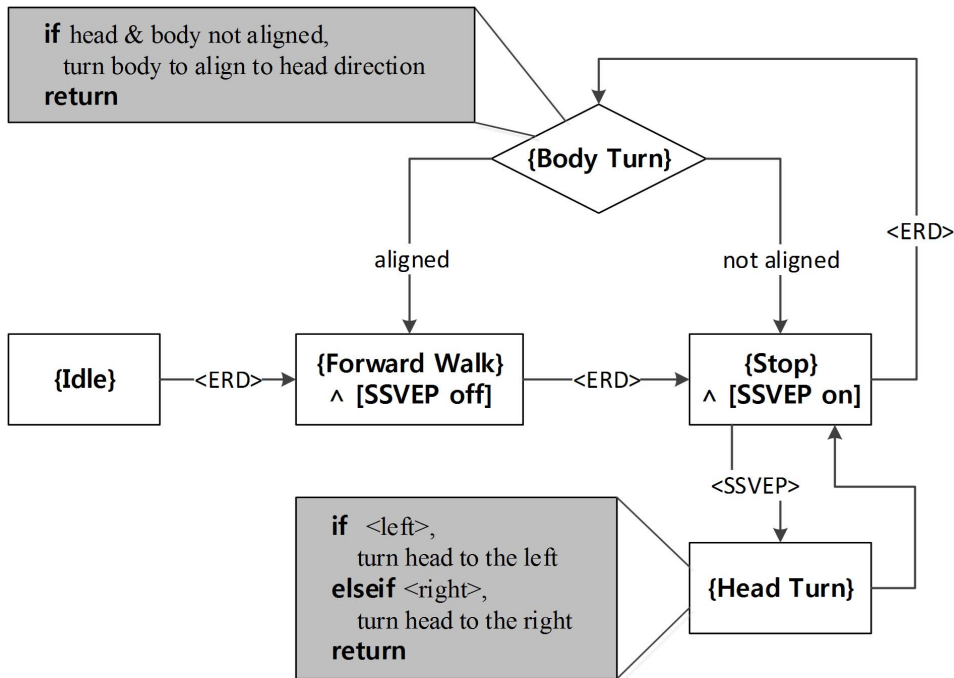 if head & body not aligned,
turn body to align to head direction
return
{Body Turn}
<ERD>
aligned
not aligned
{Idle}
<ERD>
{Forward Walk}
∧ [SSVEP off]
<ERD>
{Stop}
∧ [SSVEP on]
<SSVEP>
if <left>,
turn head to the left
elseif <right>,
turn head to the right
return
{Head Turn}